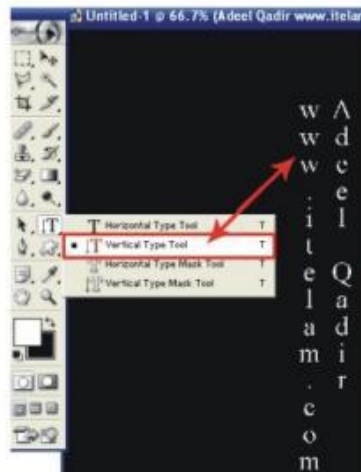 Untitled-1 @ 66.7% (Adeel Qadir www.itelam
T Horizontal Type Tool T
T Vertical Type Tool T
T Horizontal Type Mask Tool T
T Vertical Type Mask Tool T
Adeel Qadir
www.itelam.com